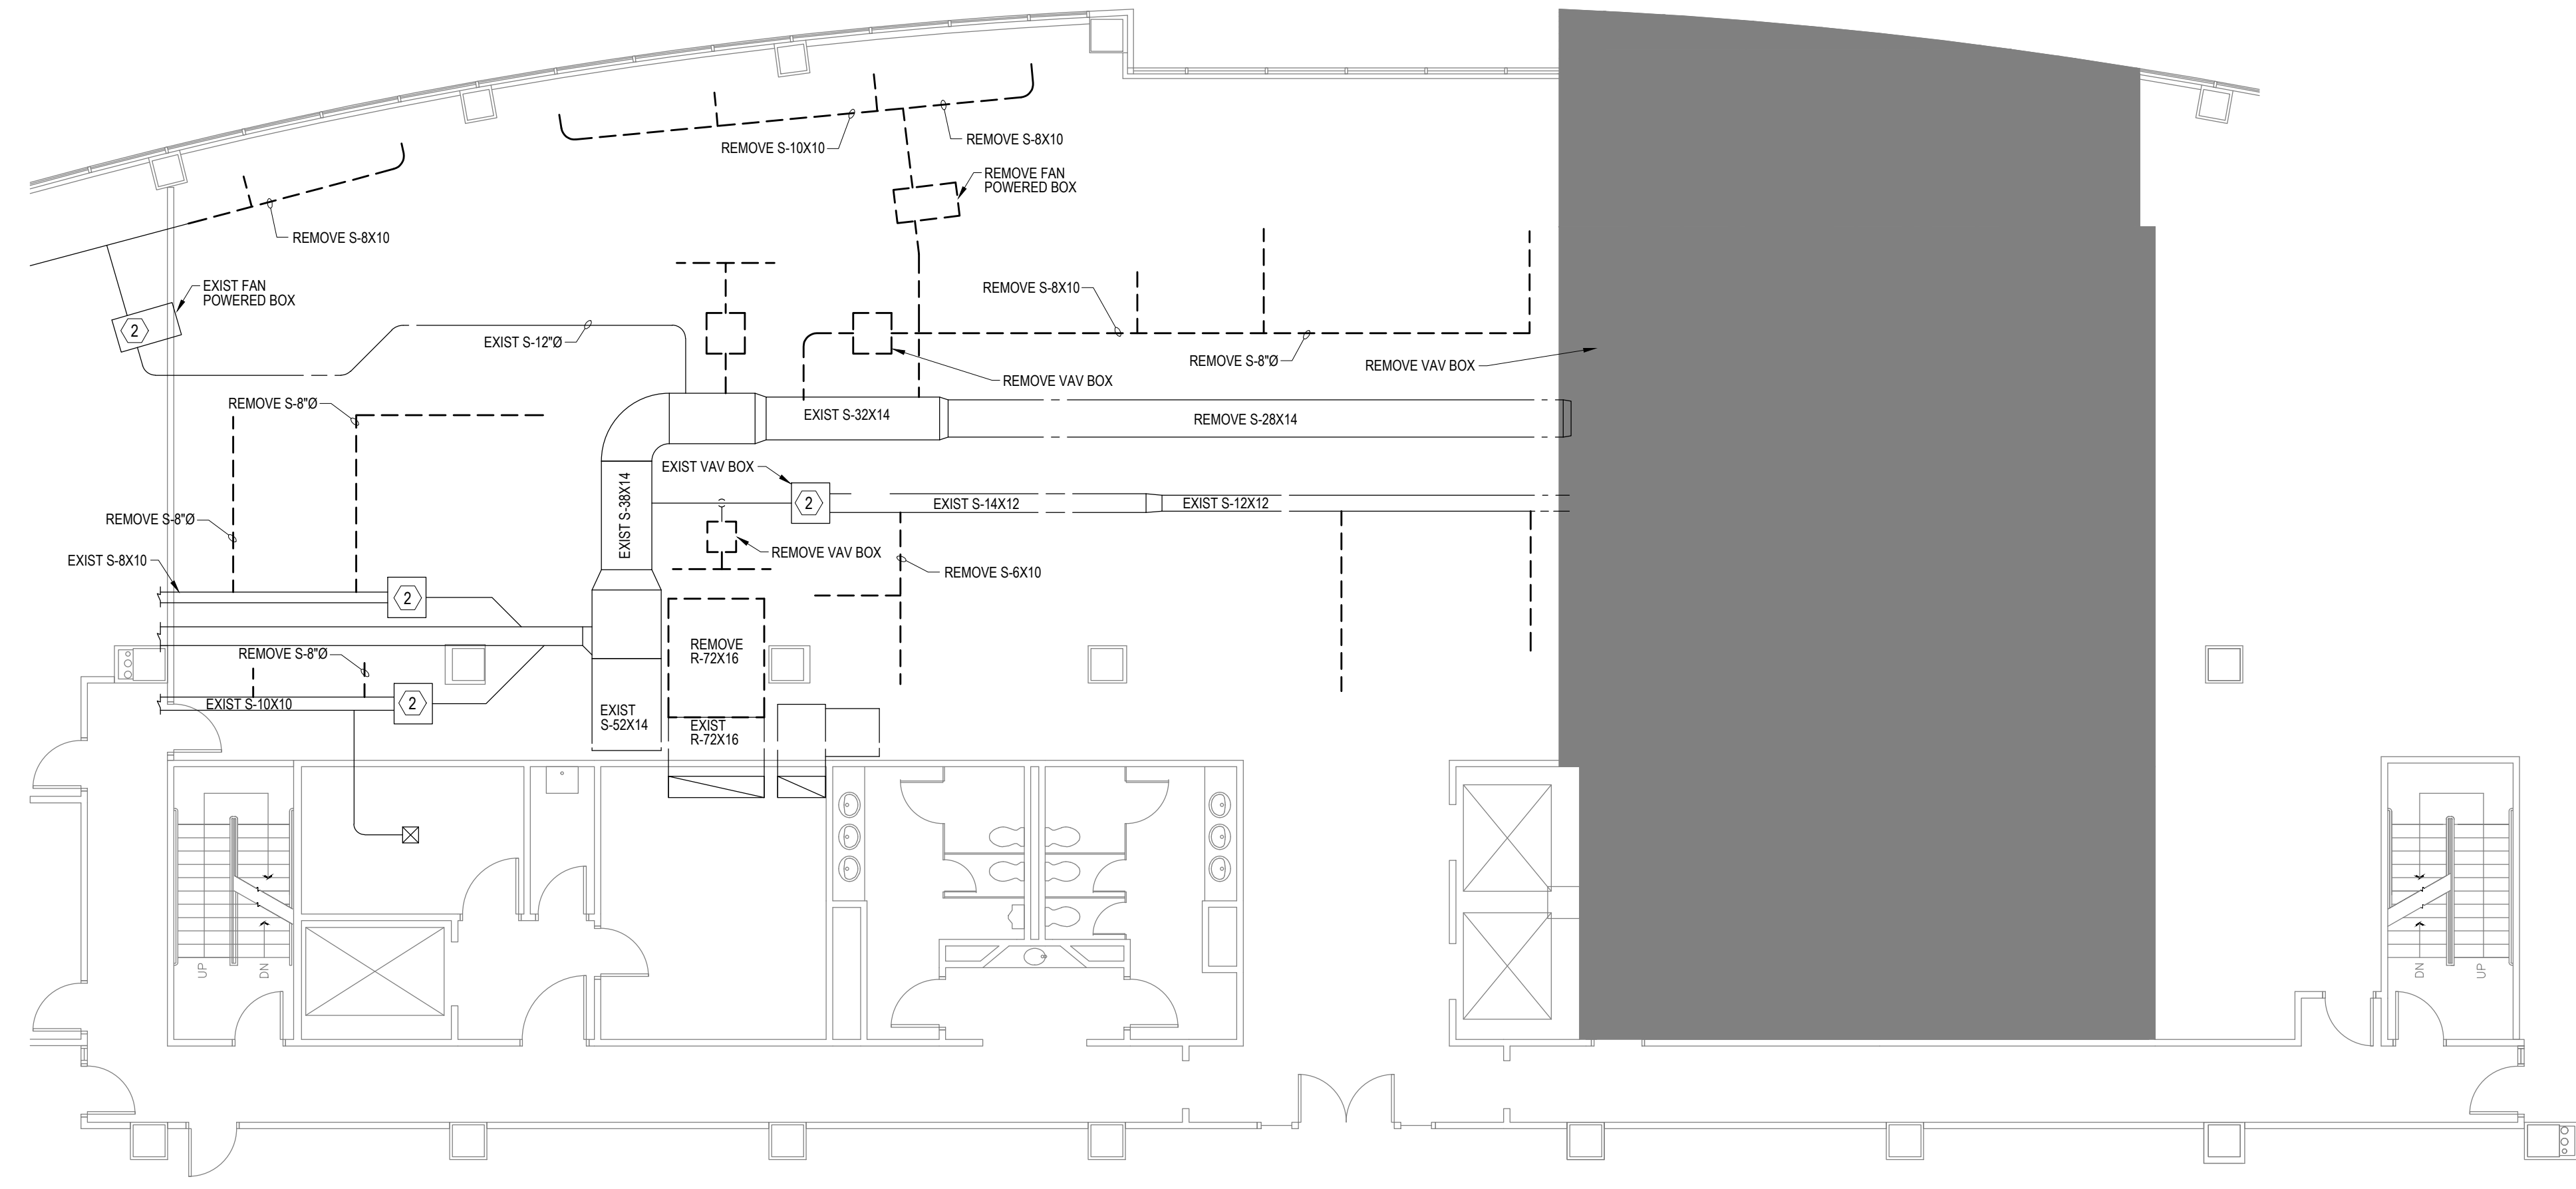 REMOVE S-8X10
REMOVE S-10X10
REMOVE FAN
POWERED BOX
REMOVE S-8X10
EXIST FAN
POWERED BOX
2
EXIST S-12"Ø
REMOVE S-8X10
REMOVE S-8"Ø
REMOVE VAV BOX
REMOVE VAV BOX
REMOVE S-8"Ø
EXIST S-32X14
REMOVE S-28X14
EXIST VAV BOX
2
EXIST S-38X14
EXIST S-14X12
EXIST S-12X12
REMOVE S-8"Ø
REMOVE VAV BOX
EXIST S-8X10
REMOVE S-6X10
2
REMOVE
R-72X16
REMOVE S-8"Ø
EXIST S-10X10
2
EXIST
S-52X14
EXIST
R-72X16
UP
DN
DN
UP